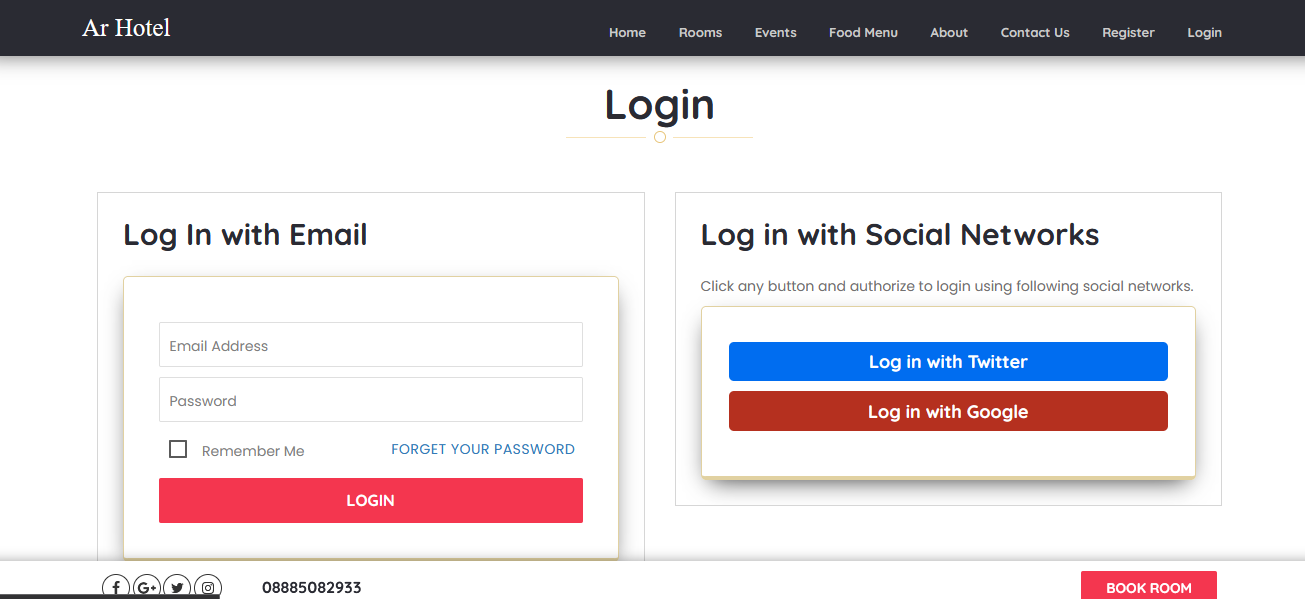 Ar Hotel
Home Rooms Events Food Menu About Contact Us Register Login
Login
Log In with Email
Email Address
Password
Remember Me FORGET YOUR PASSWORD
LOGIN
Log in with Social Networks
Click any button and authorize to login using following social networks.
Log in with Twitter
Log in with Google
08885082933
BOOK ROOM